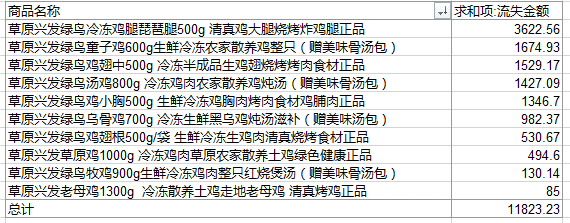 商品名称 求和项:流失金额
草原兴发绿鸟冷冻鸡腿琵琶腿500g 清真鸡大腿烧烤炸鸡腿正品 3622.56
草原兴发绿鸟童子鸡600g生鲜冷冻农家散养鸡整只（赠美味骨汤包） 1674.93
草原兴发绿鸟鸡翅中500g 冷冻半成品生鸡翅烧烤烤肉食材正品 1529.17
草原兴发绿鸟汤鸡800g 冷冻鸡肉农家散养鸡炖汤（赠美味骨汤包） 1427.09
草原兴发绿鸟鸡小胸500g 生鲜冷冻鸡胸肉烤肉食材鸡脯肉正品 1346.7
草原兴发绿鸟乌骨鸡700g 冷冻生鲜黑乌鸡炖汤滋补（赠美味骨汤包） 982.37
草原兴发绿鸟鸡翅根500g/袋 生鲜冷冻生鸡肉清真烧烤食材正品 530.67
草原兴发草原鸡1000g 冷冻鸡肉草原农家散养土鸡绿色健康正品 494.6
草原兴发绿鸟牧鸡900g生鲜冷冻鸡肉整只红烧煲汤（赠美味骨汤包） 130.14
草原兴发老母鸡1300g 冷冻散养土鸡走地老母鸡 清真烤鸡正品 85
总计 11823.23